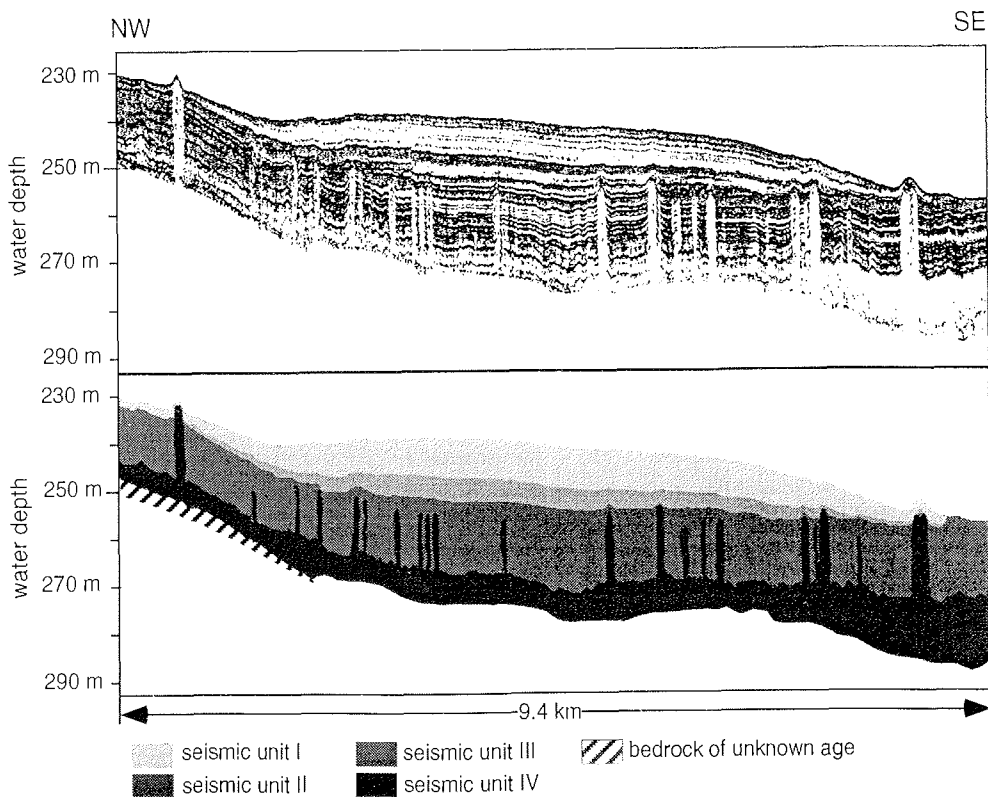 NW
SE
230 m
250 m
270 m
290 m
water depth
230 m
250 m
270 m
290 m
water depth
9.4 km
seismic unit I
seismic unit III
bedrock of unknown age
seismic unit II
seismic unit IV